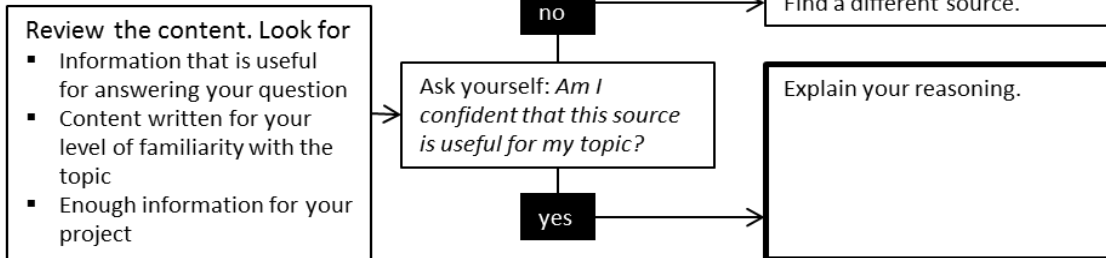 Review the content. Look for
▪ Information that is useful
for answering your question
▪ Content written for your
level of familiarity with the
topic
▪ Enough information for your
project
no
Find a different source.
Ask yourself: Am I
confident that this source
is useful for my topic?
yes
Explain your reasoning.